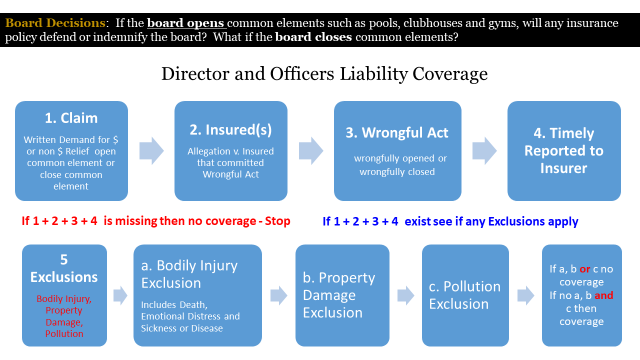 Board Decisions: If the board opens common elements such as pools, clubhouses and gyms, will any insurance
policy defend or indemnify the board? What if the board closes common elements?
Director and Officers Liability Coverage
1. Claim
Written Demand for $
or non $ Relief open
common element or
close common
element
2. Insured(s)
Allegation v. Insured
that committed
Wrongful Act
3. Wrongful Act
wrongfully opened or
wrongfully closed
4. Timely
Reported to
Insurer
If 1 + 2 + 3 + 4 is missing then no coverage - Stop
If 1 + 2 + 3 + 4 exist see if any Exclusions apply
5
Exclusions
Bodily Injury,
Property
Damage,
Pollution
a. Bodily Injury
Exclusion
Includes Death,
Emotional Distress and
Sickness or Disease
b. Property
Damage
Exclusion
c. Pollution
Exclusion
If a, b or c no
coverage
If no a, b and
c then
coverage